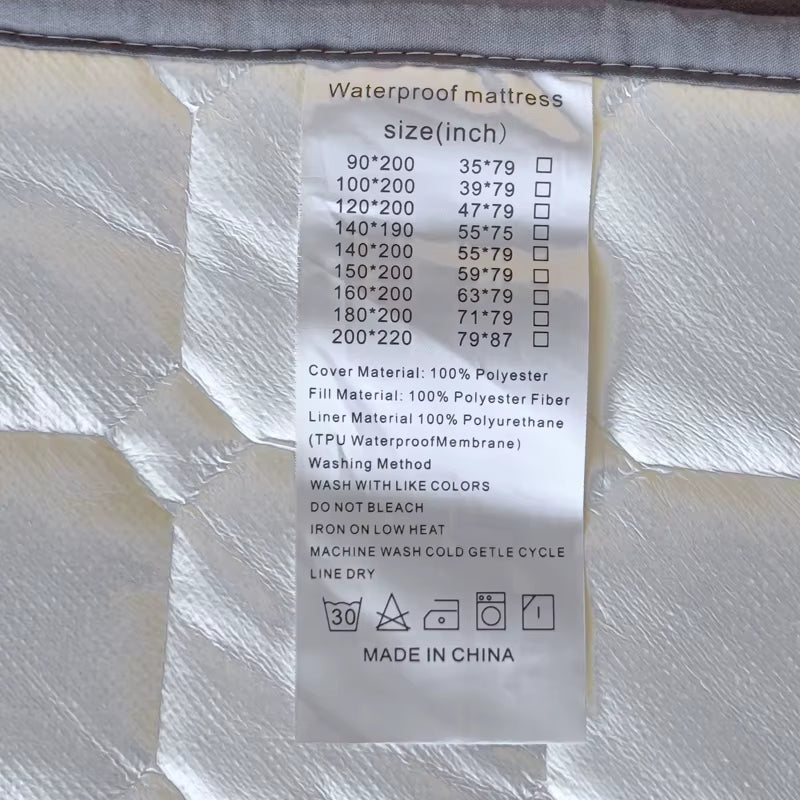 Waterproof mattress
size(inch)
90*200 35*79 ☐
100*200 39*79 ☐
120*200 47*79 ☐
140*190 55*75 ☐
140*200 55*79 ☐
150*200 59*79 ☐
160*200 63*79 ☐
180*200 71*79 ☐
200*220 79*87 ☐
Cover Material: 100% Polyester
Fill Material: 100% Polyester Fiber
Liner Material 100% Polyurethane
(TPU WaterproofMembrane)
Washing Method
WASH WITH LIKE COLORS
DO NOT BLEACH
IRON ON LOW HEAT
MACHINE WASH COLD GETLE CYCLE
LINE DRY
30
MADE IN CHINA